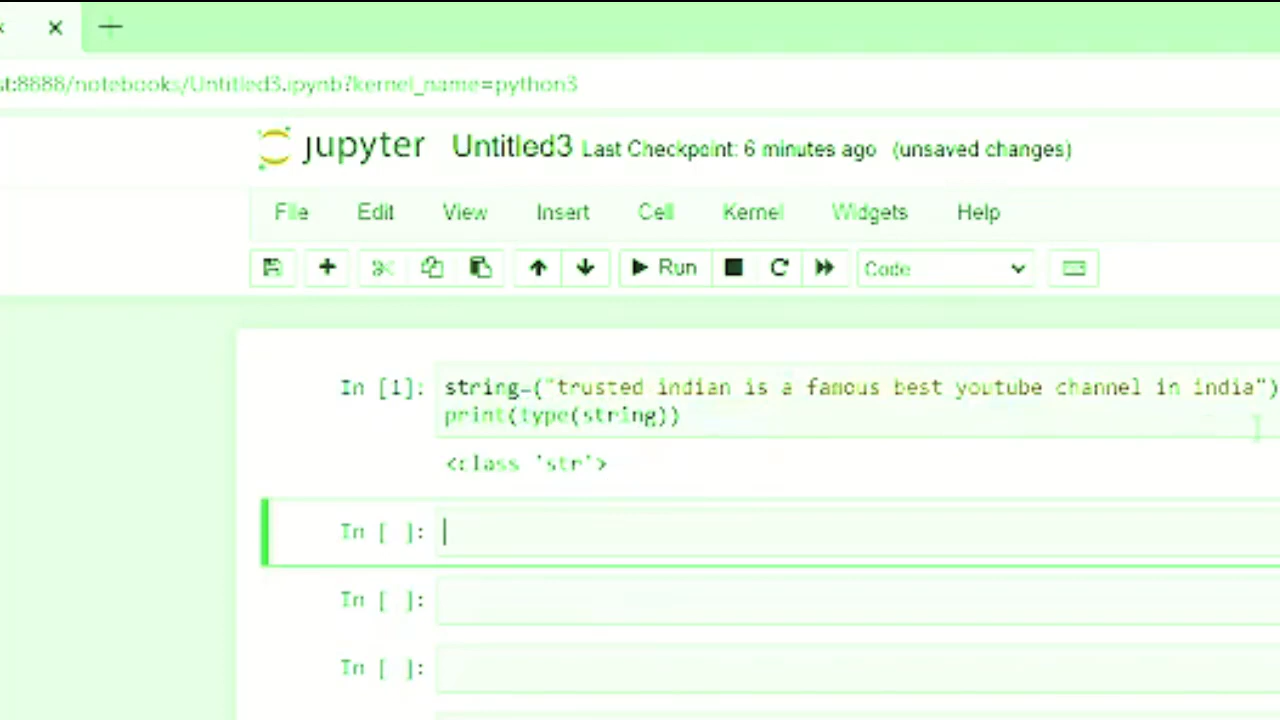 st:8888/notebooks/Untitled3.ipynb?kernel_name=python3
jupyter Untitled3 Last Checkpoint: 6 minutes ago (unsaved changes)
File Edit View Insert Cell Kernel Widgets Help
Run Code
In [1]: string=("trusted indian is a famous best youtube channel in india")
print(type(string))
<class 'str'>
In [ ]:
In [ ]:
In [ ]: